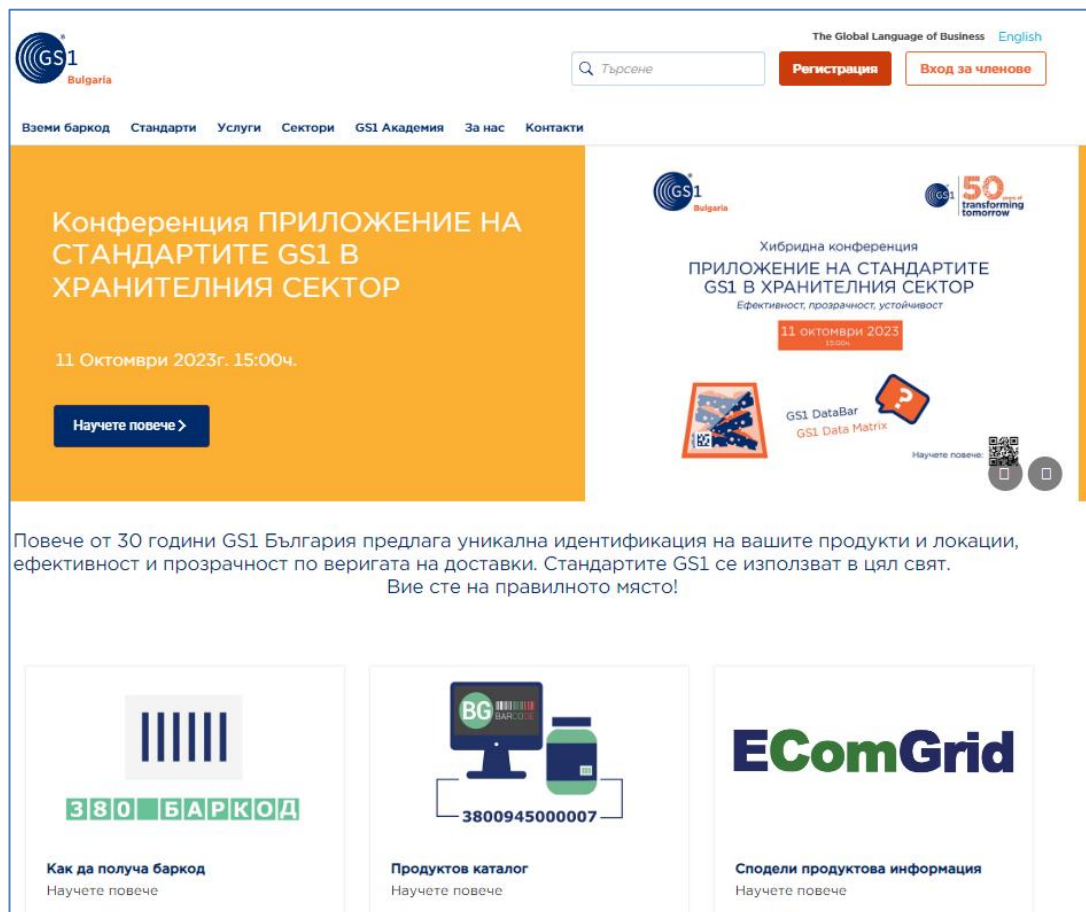 GS1
Bulgaria
The Global Language of Business English
Търсене
Регистрация
Вход за членове
Вземи баркод Стандарти Услуги Сектори GS1 Академия За нас Контакти
Конференция ПРИЛОЖЕНИЕ НА
СТАНДАРТИТЕ GS1 В
ХРАНИТЕЛНИЯ СЕКТОР
11 Октомври 2023г. 15:00ч.
Научете повече >
GS1
Bulgaria
GS1
50 years of
transforming
tomorrow
Хибридна конференция
ПРИЛОЖЕНИЕ НА СТАНДАРТИТЕ
GS1 В ХРАНИТЕЛНИЯ СЕКТОР
Ефективност, прозрачност, устойчивост
11 октомври 2023
15:00ч.
GS1 DataBar
GS1 Data Matrix
?
Научете повече:
Повече от 30 години GS1 България предлага уникална идентификация на вашите продукти и локации,
ефективност и прозрачност по веригата на доставки. Стандартите GS1 се използват в цял свят.
Вие сте на правилното място!
380 БАРКОД
Как да получа баркод
Научете повече
BG BARCODE
3800945000007
Продуктов каталог
Научете повече
EComGrid
Сподели продуктова информация
Научете повече